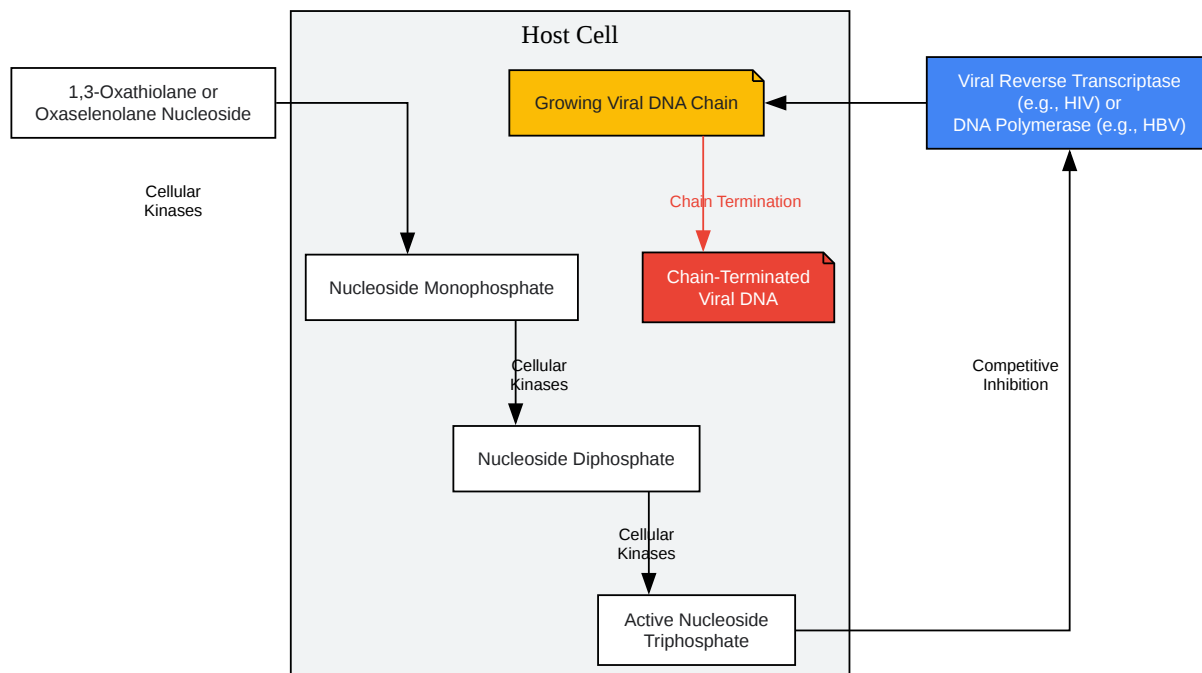 Host Cell
1,3-Oxathiolane or
Oxaselenolane Nucleoside
Growing Viral DNA Chain
Viral Reverse Transcriptase
(e.g., HIV) or
DNA Polymerase (e.g., HBV)
Cellular
Kinases
Chain Termination
Nucleoside Monophosphate
Chain-Terminated
Viral DNA
Cellular
Kinases
Competitive
Inhibition
Nucleoside Diphosphate
Cellular
Kinases
Active Nucleoside
Triphosphate